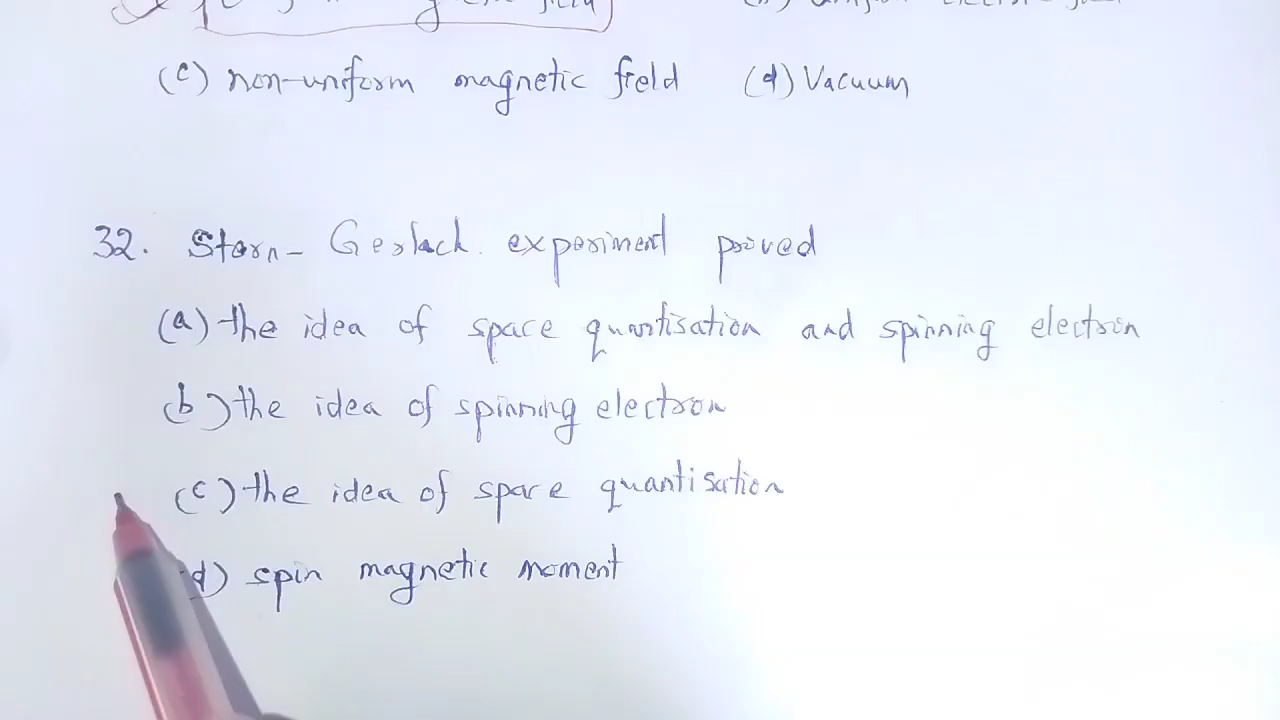 (c) non-uniform magnetic field (d) Vacuum
32. Stern-Gerlach experiment proved
(a) the idea of space quantisation and spinning electron
(b) the idea of spinning electron
(c) the idea of space quantisation
d) spin magnetic moment